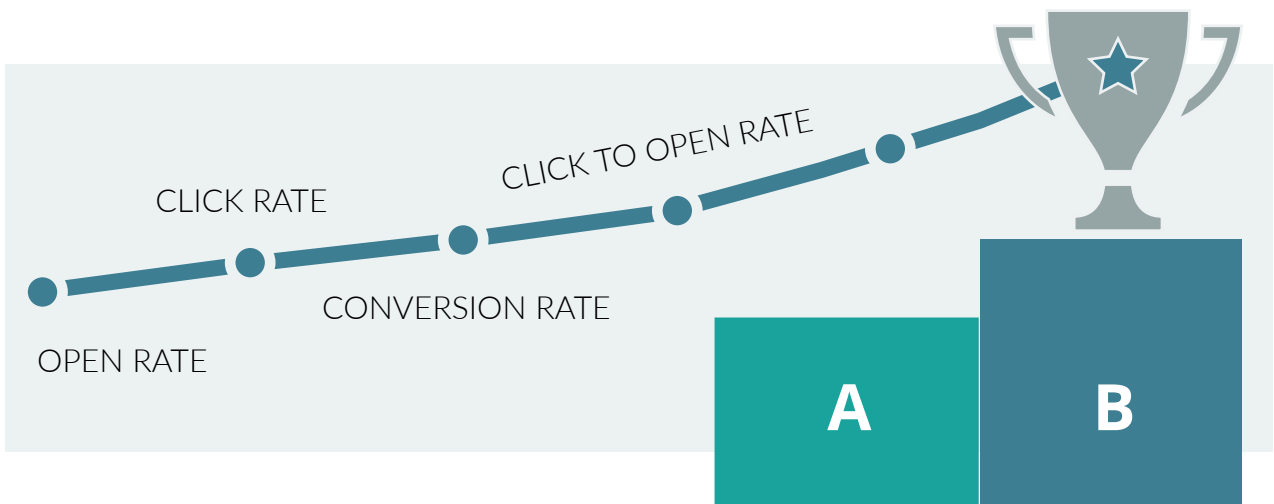 CLICK TO OPEN RATE
CLICK RATE
CONVERSION RATE
OPEN RATE
A
B